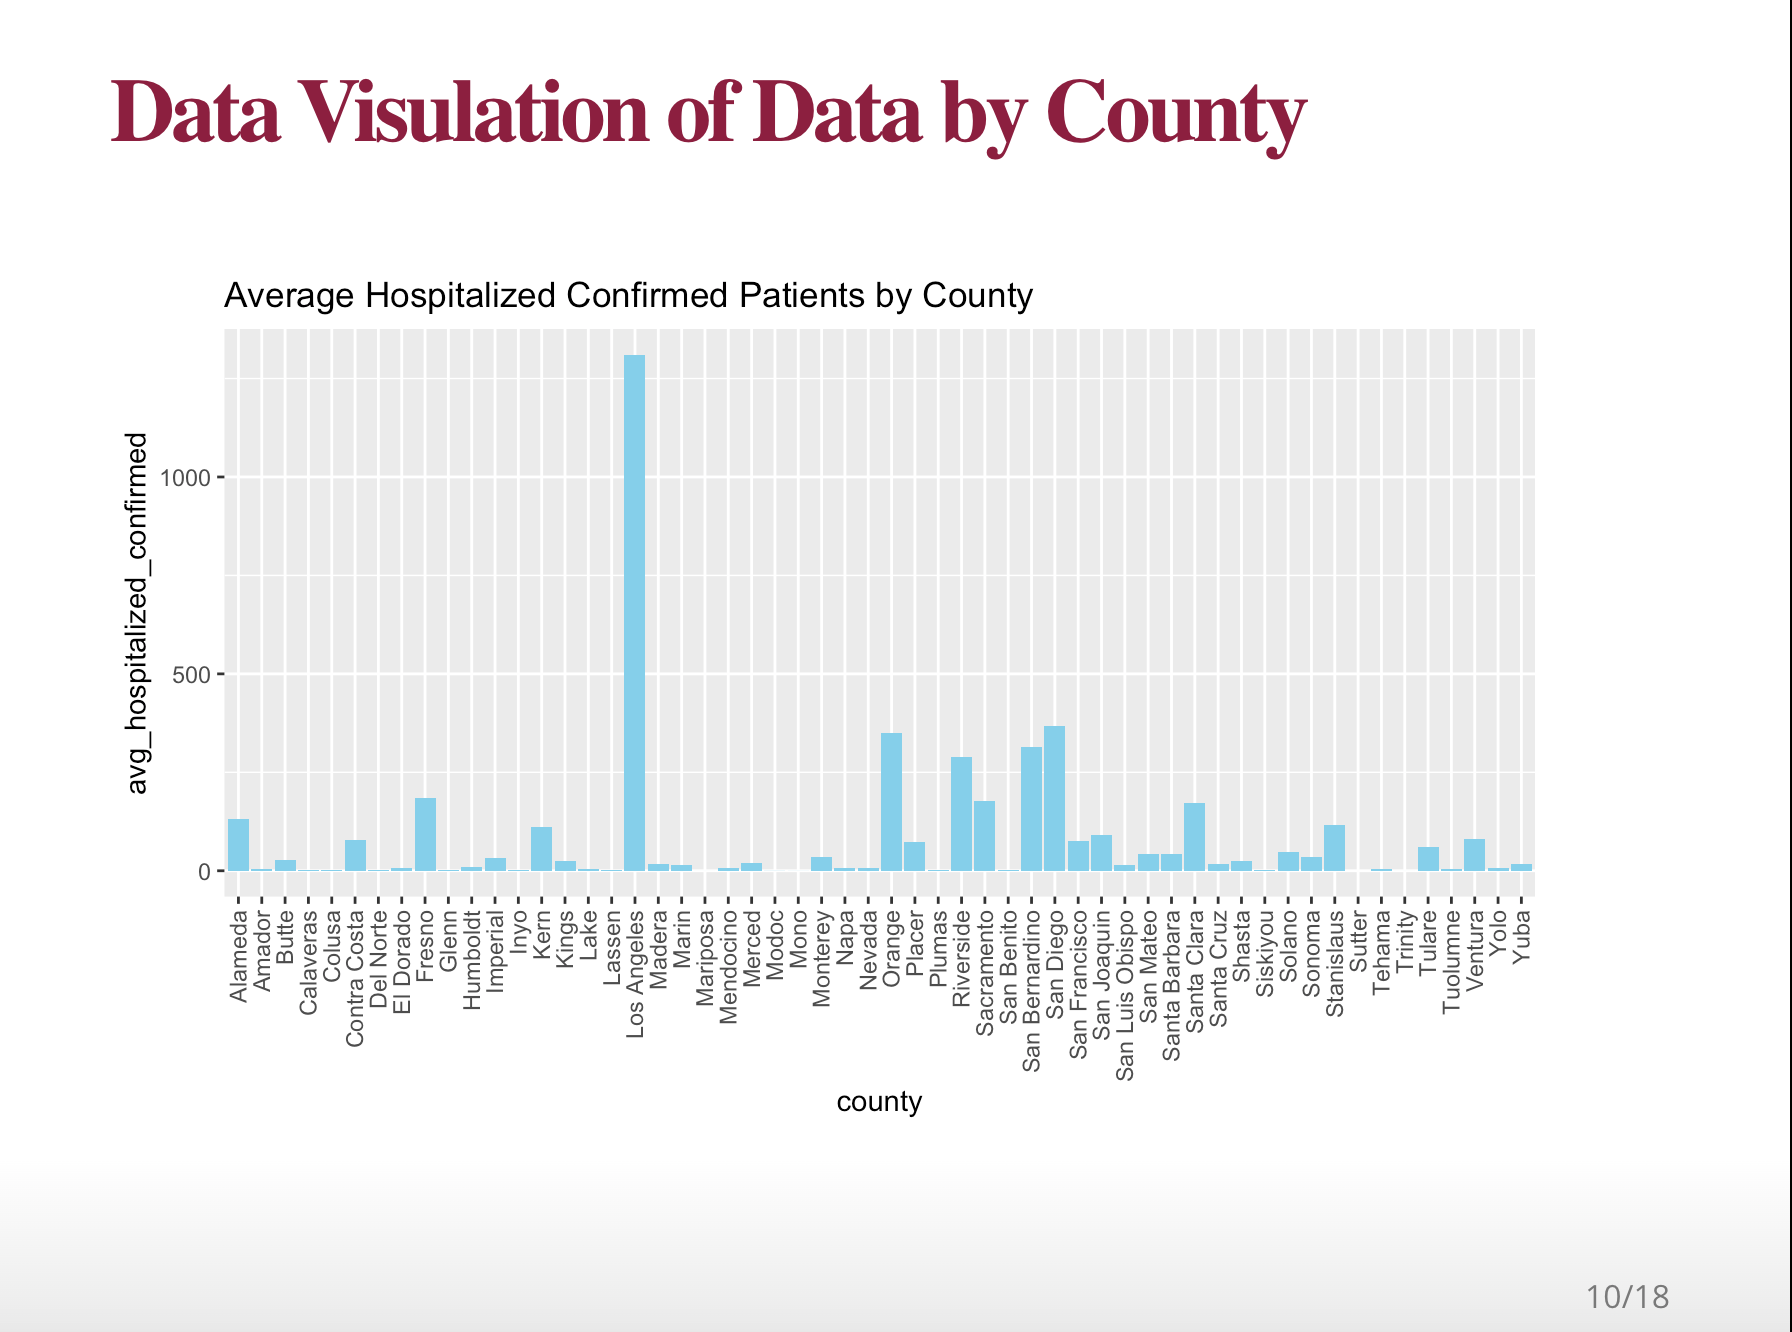 Data Visulation of Data by County
Average Hospitalized Confirmed Patients by County
avg_hospitalized_confirmed
1000
500
0
Alameda
Amador
Butte
Calaveras
Colusa
Contra Costa
Del Norte
El Dorado
Fresno
Glenn
Humboldt
Imperial
Inyo
Kern
Kings
Lake
Lassen
Los Angeles
Madera
Marin
Mariposa
Mendocino
Merced
Modoc
Mono
Monterey
Napa
Nevada
Orange
Placer
Plumas
Riverside
Sacramento
San Benito
San Bernardino
San Diego
San Francisco
San Joaquin
San Luis Obispo
San Mateo
Santa Barbara
Santa Clara
Santa Cruz
Shasta
Siskiyou
Solano
Sonoma
Stanislaus
Sutter
Tehama
Trinity
Tulare
Tuolumne
Ventura
Yolo
Yuba
county
10/18